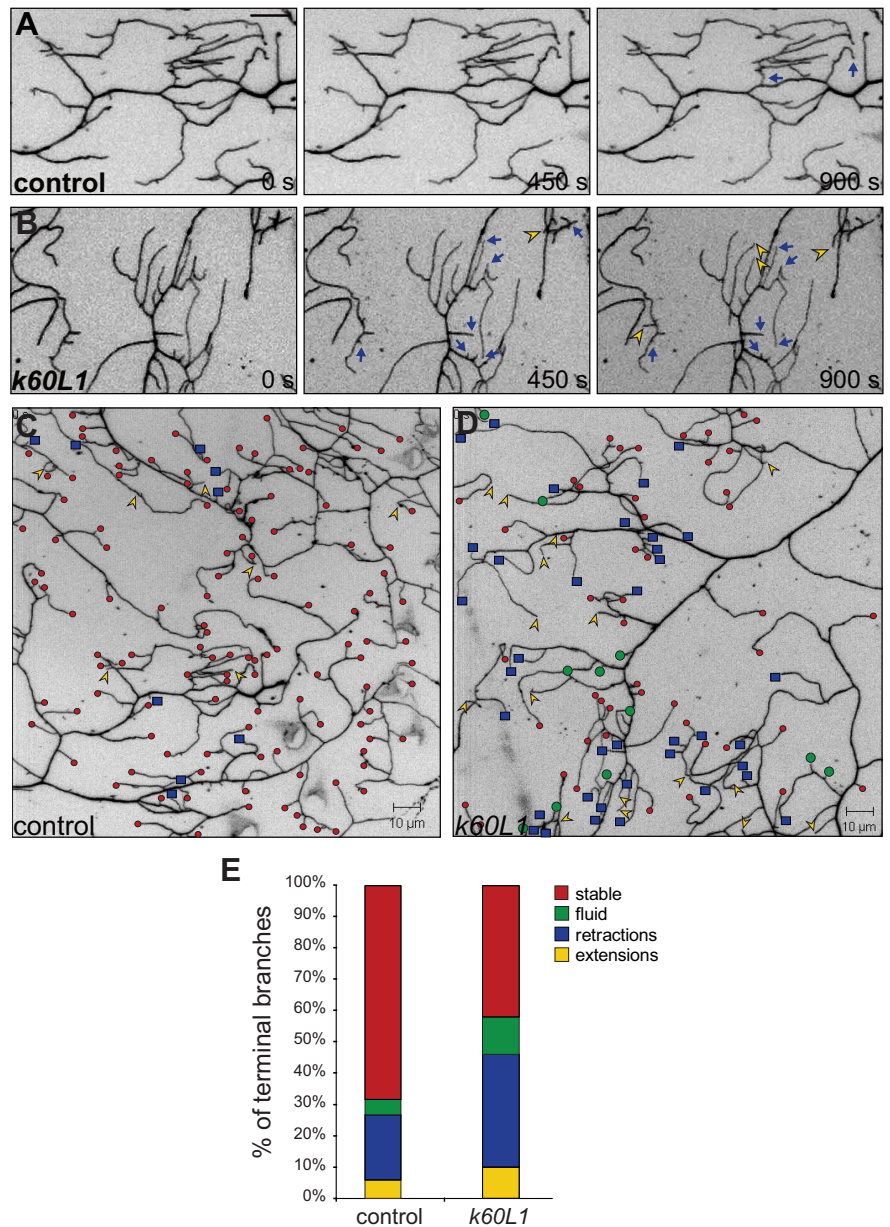 A
control
0 s
450 s
900 s
B
k60L1
0 s
450 s
900 s
C
control
10 µm
D
k60L1
10 µm
E
100%
90%
80%
70%
60%
50%
40%
30%
20%
10%
0%
% of terminal branches
control
k60L1
stable
fluid
retractions
extensions